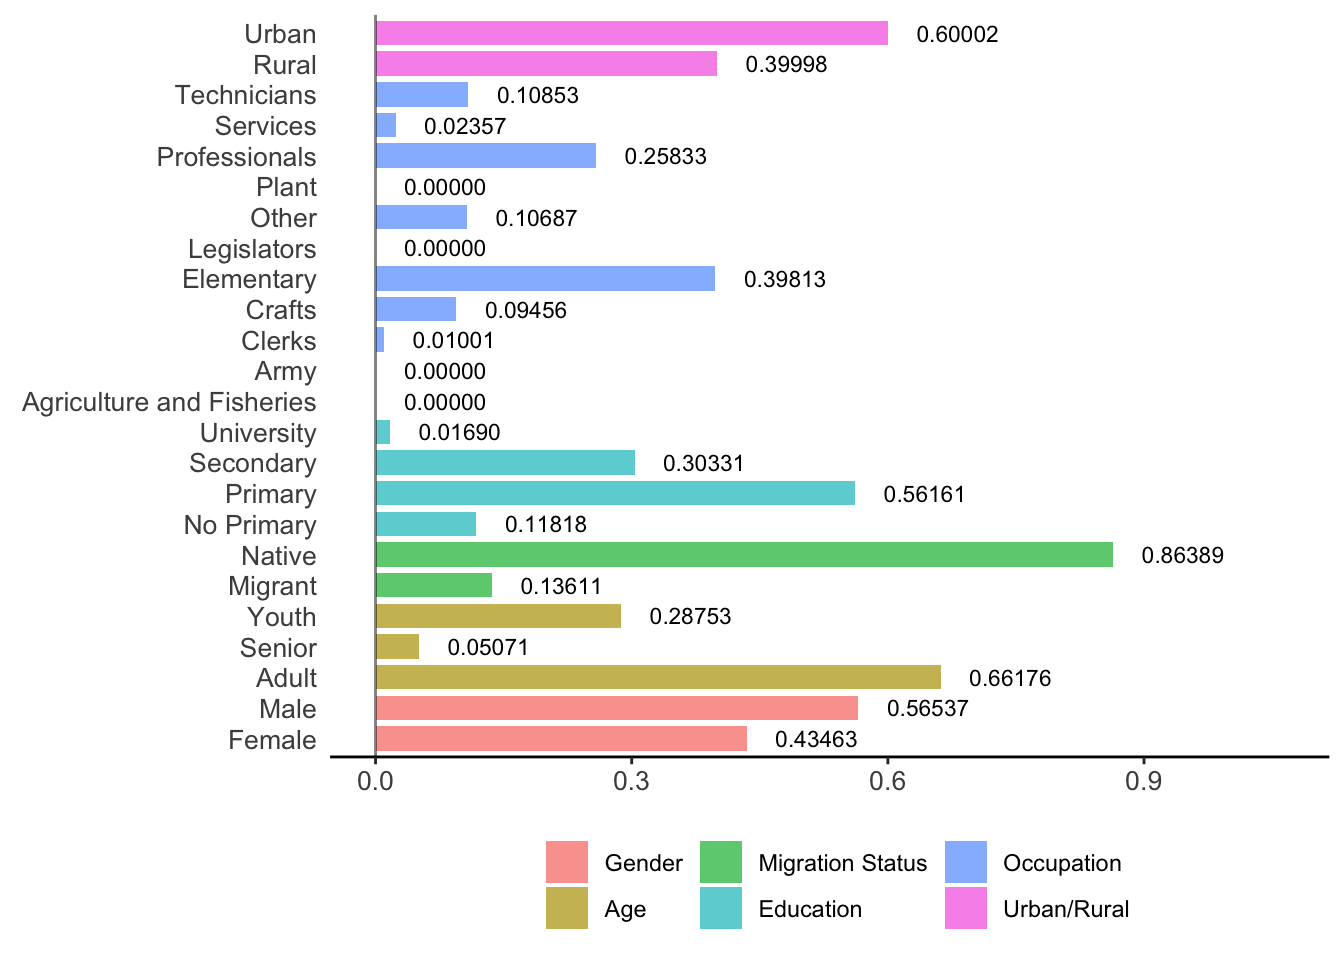 Urban 0.60002
Rural 0.39998
Technicians 0.10853
Services 0.02357
Professionals 0.25833
Plant 0.00000
Other 0.10687
Legislators 0.00000
Elementary 0.39813
Crafts 0.09456
Clerks 0.01001
Army 0.00000
Agriculture and Fisheries 0.00000
University 0.01690
Secondary 0.30331
Primary 0.56161
No Primary 0.11818
Native 0.86389
Migrant 0.13611
Youth 0.28753
Senior 0.05071
Adult 0.66176
Male 0.56537
Female 0.43463
0.0 0.3 0.6 0.9
Gender Migration Status Occupation
Age Education Urban/Rural